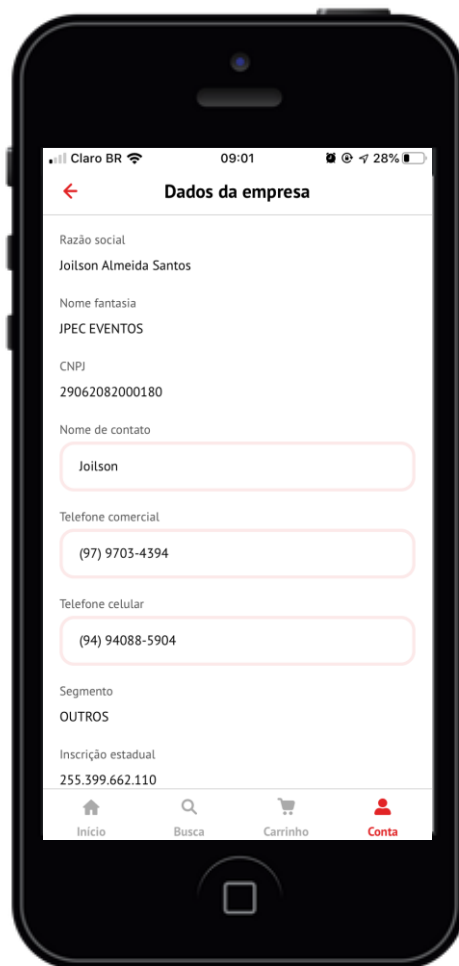 Claro BR 09:01 28%
Dados da empresa
Razão social
Joilson Almeida Santos
Nome fantasia
JPEC EVENTOS
CNPJ
29062082000180
Nome de contato
Joilson
Telefone comercial
(97) 9703-4394
Telefone celular
(94) 94088-5904
Segmento
OUTROS
Inscrição estadual
255.399.662.110
Início Busca Carrinho Conta